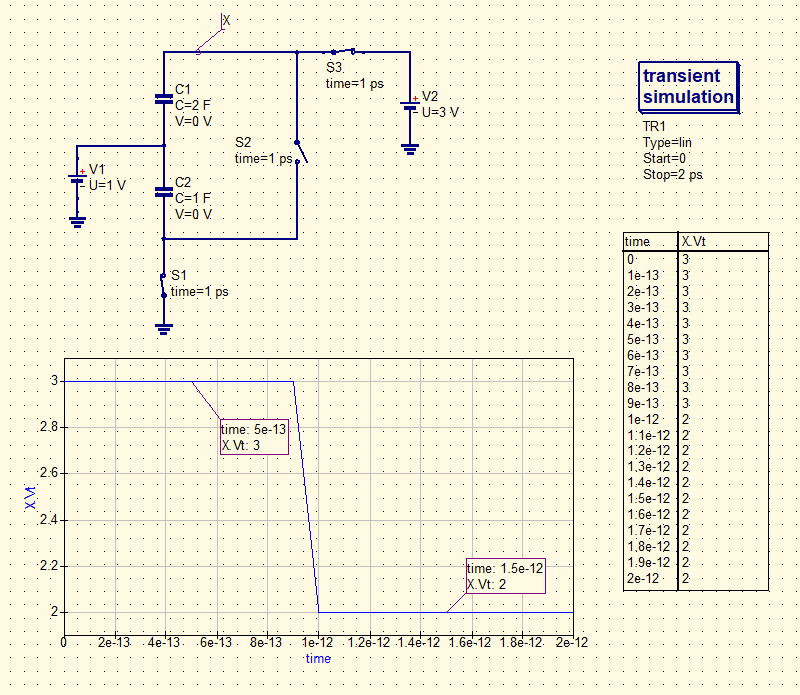 X
S3
time=1 ps
C1
C=2 F
V=0 V
+
V2
-
U=3 V
transient
simulation
TR1
Type=lin
Start=0
Stop=2 ps
S2
time=1 ps
+
V1
-
U=1 V
C2
C=1 F
V=0 V
S1
time=1 ps
time X.Vt
0 3
1e-13 3
2e-13 3
3e-13 3
4e-13 3
5e-13 3
6e-13 3
7e-13 3
8e-13 3
9e-13 3
1e-12 2
1.1e-12 2
1.2e-12 2
1.3e-12 2
1.4e-12 2
1.5e-12 2
1.6e-12 2
1.7e-12 2
1.8e-12 2
1.9e-12 2
2e-12 2
3
2.8
2.6
2.4
2.2
2
X.Vt
time: 5e-13
X.Vt: 3
time: 1.5e-12
X.Vt: 2
0 2e-13 4e-13 6e-13 8e-13 1e-12 1.2e-12 1.4e-12 1.6e-12 1.8e-12 2e-12
time